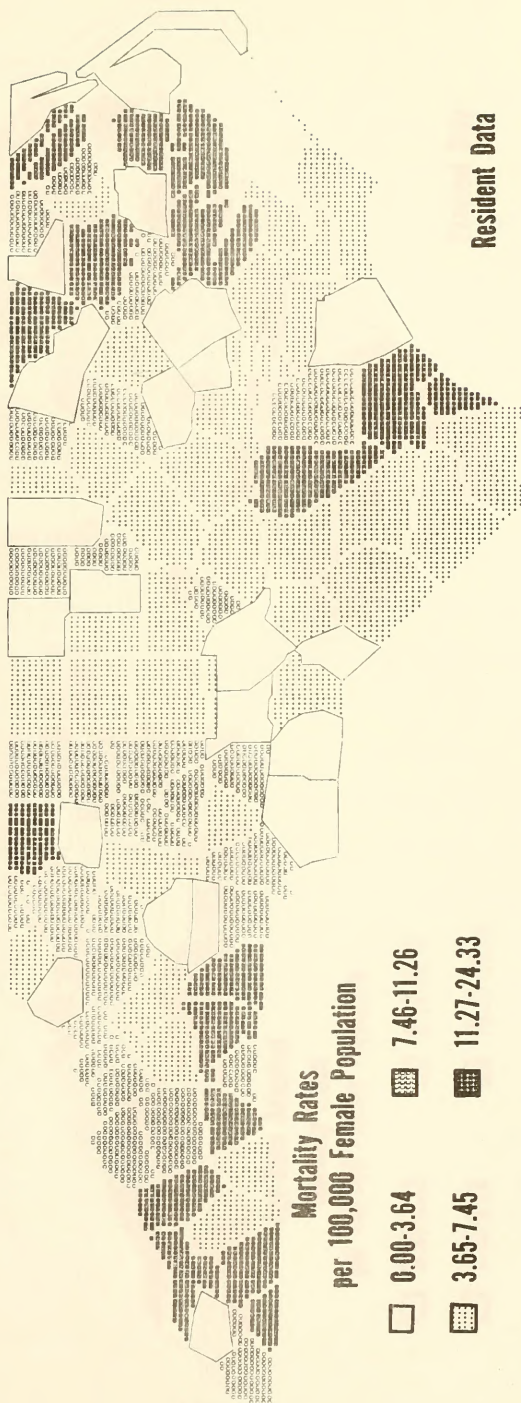 Mortality Rates
per 100,000 Female Population
0.00-3.64
7.46-11.26
3.65-7.45
11.27-24.33
Resident Data